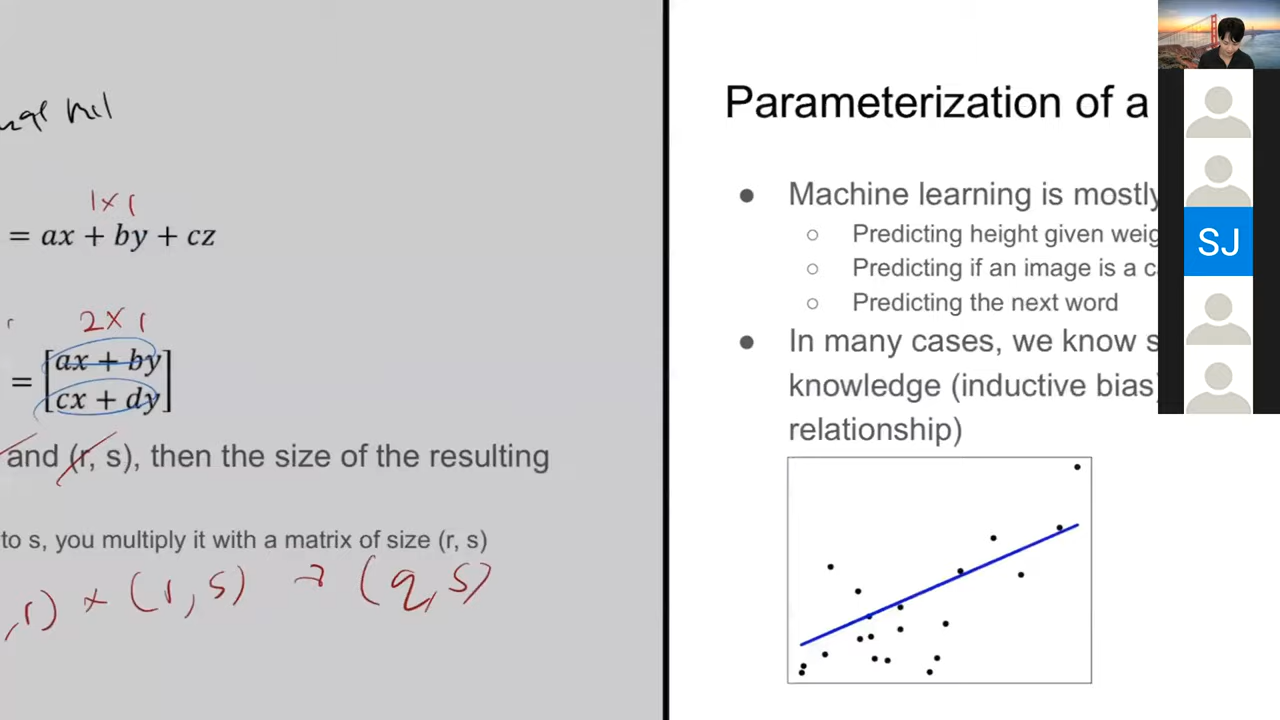 1×1
= ax + by + cz
2×1
= [ax + by
cx + dy]
and (r, s), then the size of the resulting
to s, you multiply it with a matrix of size (r, s)
, r) × (r, s) → (q, s)
Parameterization of a
● Machine learning is mostly
○ Predicting height given weig
○ Predicting if an image is a c
○ Predicting the next word
● In many cases, we know s
knowledge (inductive bias)
relationship)
SJ